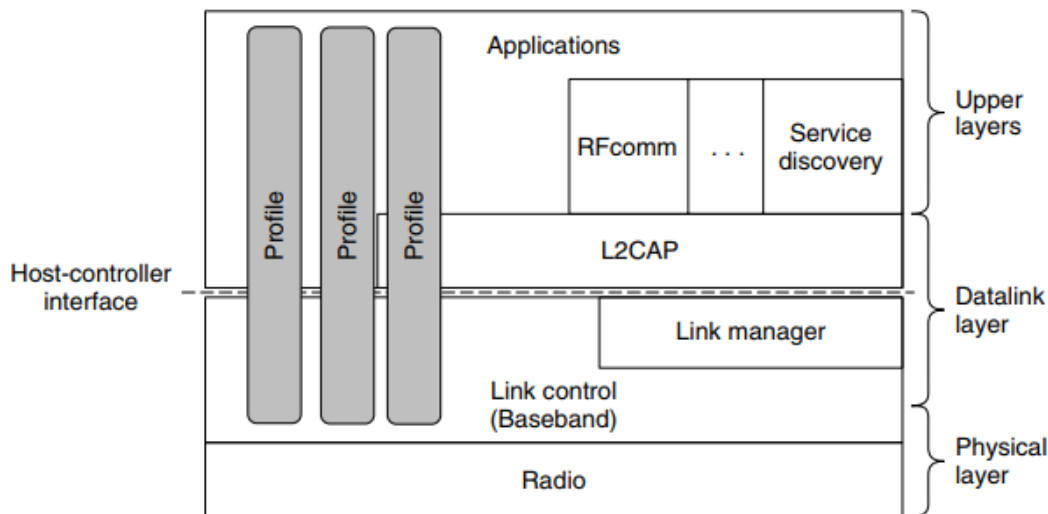 Applications
Upper
layers
RFcomm
. . .
Service
discovery
Profile
Profile
Profile
L2CAP
Host-controller
interface
Datalink
layer
Link manager
Link control
(Baseband)
Physical
layer
Radio